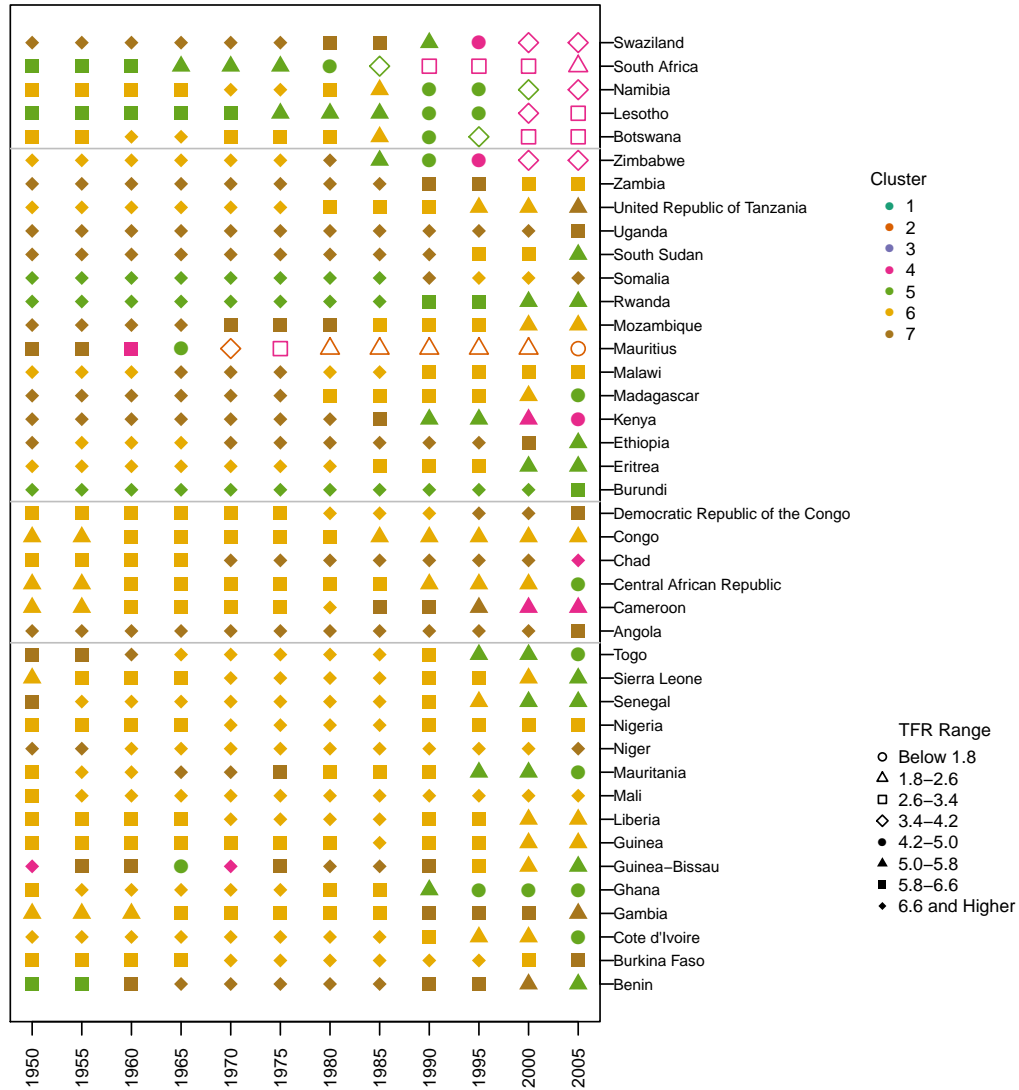 Swaziland
South Africa
Namibia
Lesotho
Botswana
Zimbabwe
Zambia
United Republic of Tanzania
Uganda
South Sudan
Somalia
Rwanda
Mozambique
Mauritius
Malawi
Madagascar
Kenya
Ethiopia
Eritrea
Burundi
Democratic Republic of the Congo
Congo
Chad
Central African Republic
Cameroon
Angola
Togo
Sierra Leone
Senegal
Nigeria
Niger
Mauritania
Mali
Liberia
Guinea
Guinea−Bissau
Ghana
Gambia
Cote d'Ivoire
Burkina Faso
Benin
Cluster
1
2
3
4
5
6
7
TFR Range
Below 1.8
1.8−2.6
2.6−3.4
3.4−4.2
4.2−5.0
5.0−5.8
5.8−6.6
6.6 and Higher
1950
1955
1960
1965
1970
1975
1980
1985
1990
1995
2000
2005